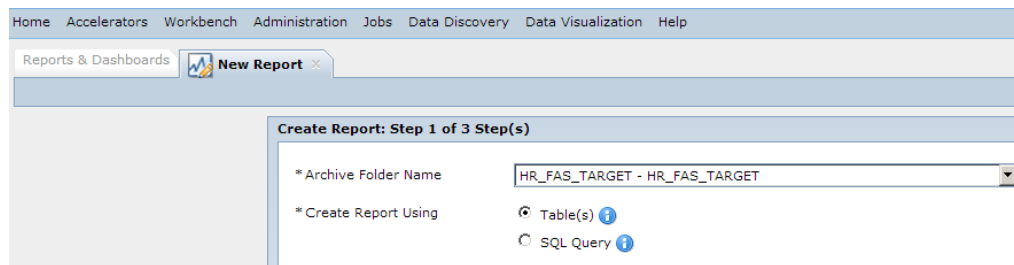 Home Accelerators Workbench Administration Jobs Data Discovery Data Visualization Help
Reports & Dashboards New Report
Create Report: Step 1 of 3 Step(s)
* Archive Folder Name HR_FAS_TARGET - HR_FAS_TARGET
* Create Report Using Table(s)
SQL Query